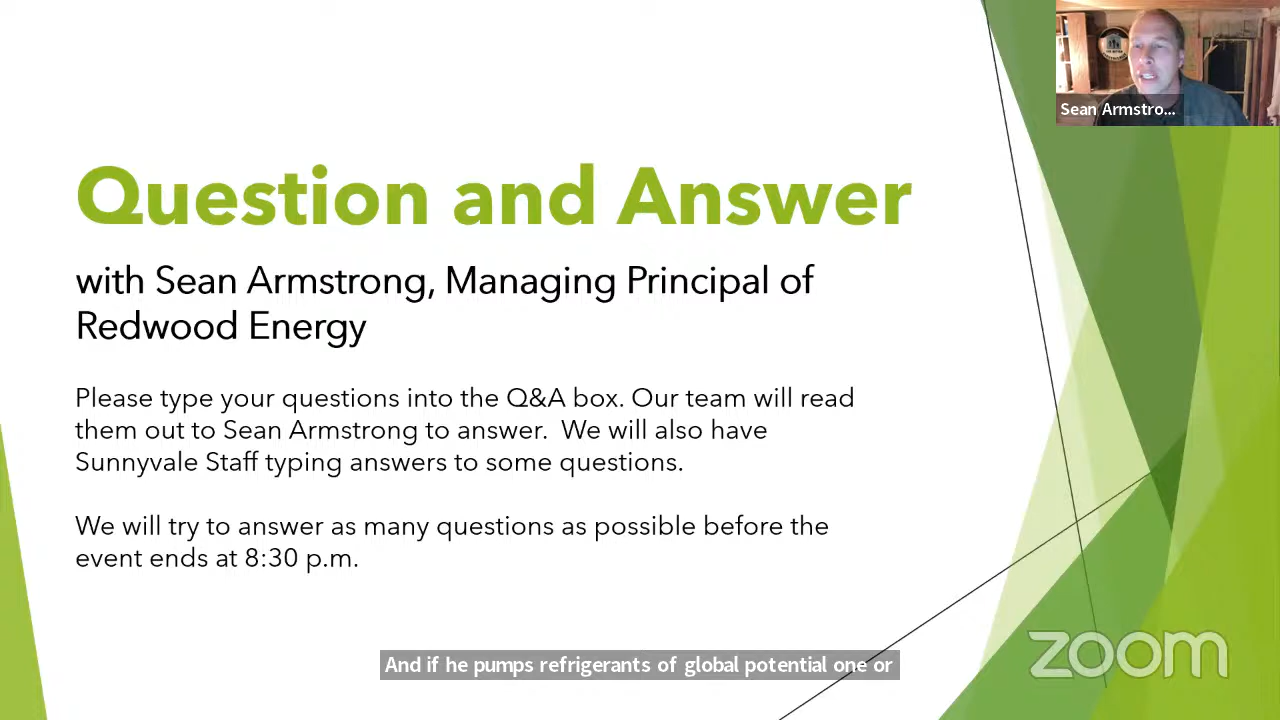 Sean Armstro...
Question and Answer
with Sean Armstrong, Managing Principal of
Redwood Energy
Please type your questions into the Q&A box. Our team will read
them out to Sean Armstrong to answer.  We will also have
Sunnyvale Staff typing answers to some questions.
We will try to answer as many questions as possible before the
event ends at 8:30 p.m.
And if he pumps refrigerants of global potential one or
zoom